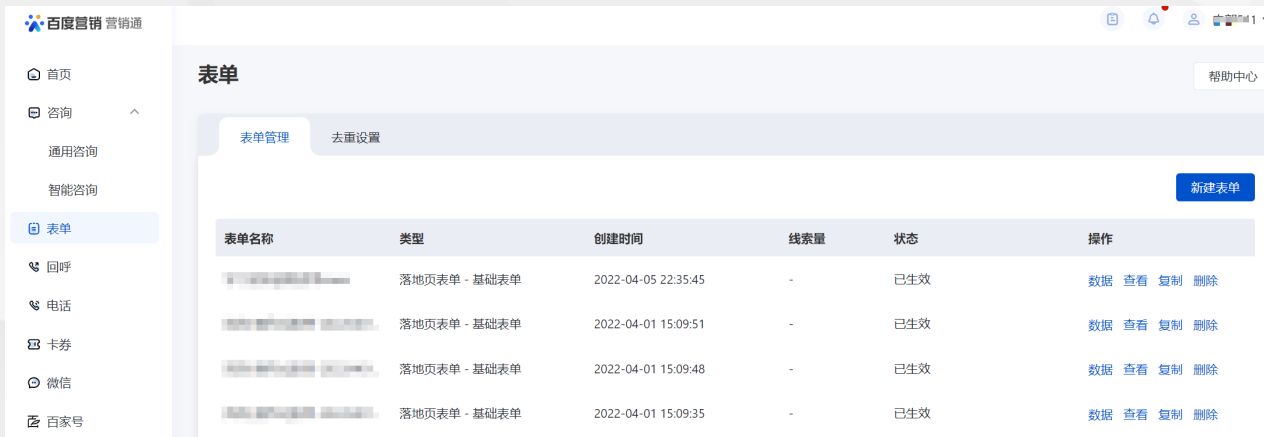 百度营销 营销通
首页
咨询
通用咨询
智能咨询
表单
回呼
电话
卡券
微信
百家号
表单
帮助中心
表单管理 去重设置
新建表单
表单名称 类型 创建时间 线索量 状态 操作
落地页表单 - 基础表单 2022-04-05 22:35:45 - 已生效 数据 查看 复制 删除
落地页表单 - 基础表单 2022-04-01 15:09:51 - 已生效 数据 查看 复制 删除
落地页表单 - 基础表单 2022-04-01 15:09:48 - 已生效 数据 查看 复制 删除
落地页表单 - 基础表单 2022-04-01 15:09:35 - 已生效 数据 查看 复制 删除